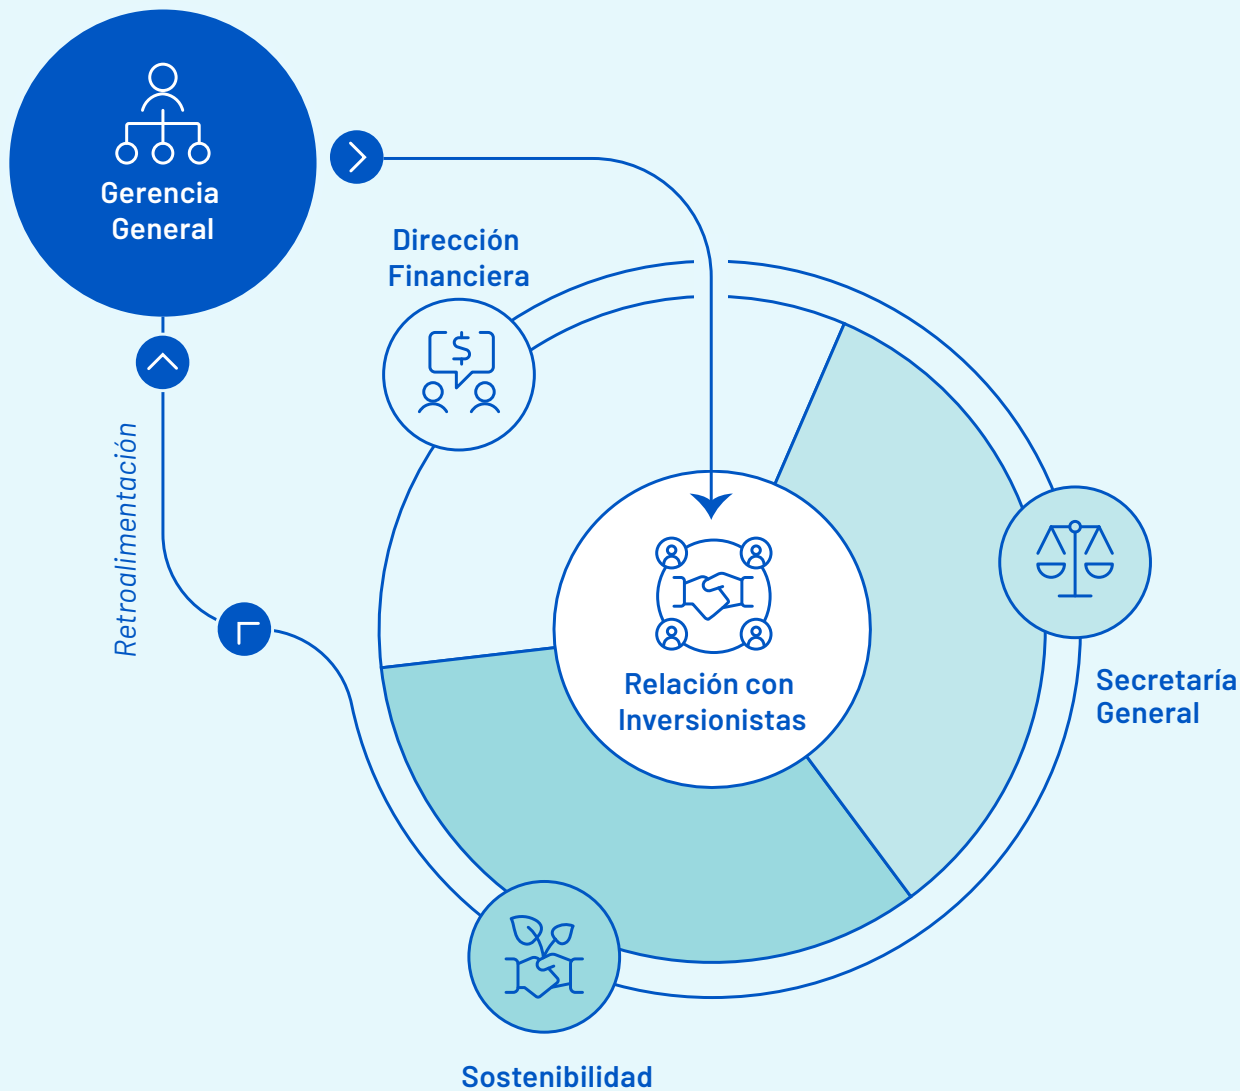 Gerencia
General
Dirección
Financiera
Retroalimentación
Relación con
Inversionistas
Secretaría
General
Sostenibilidad